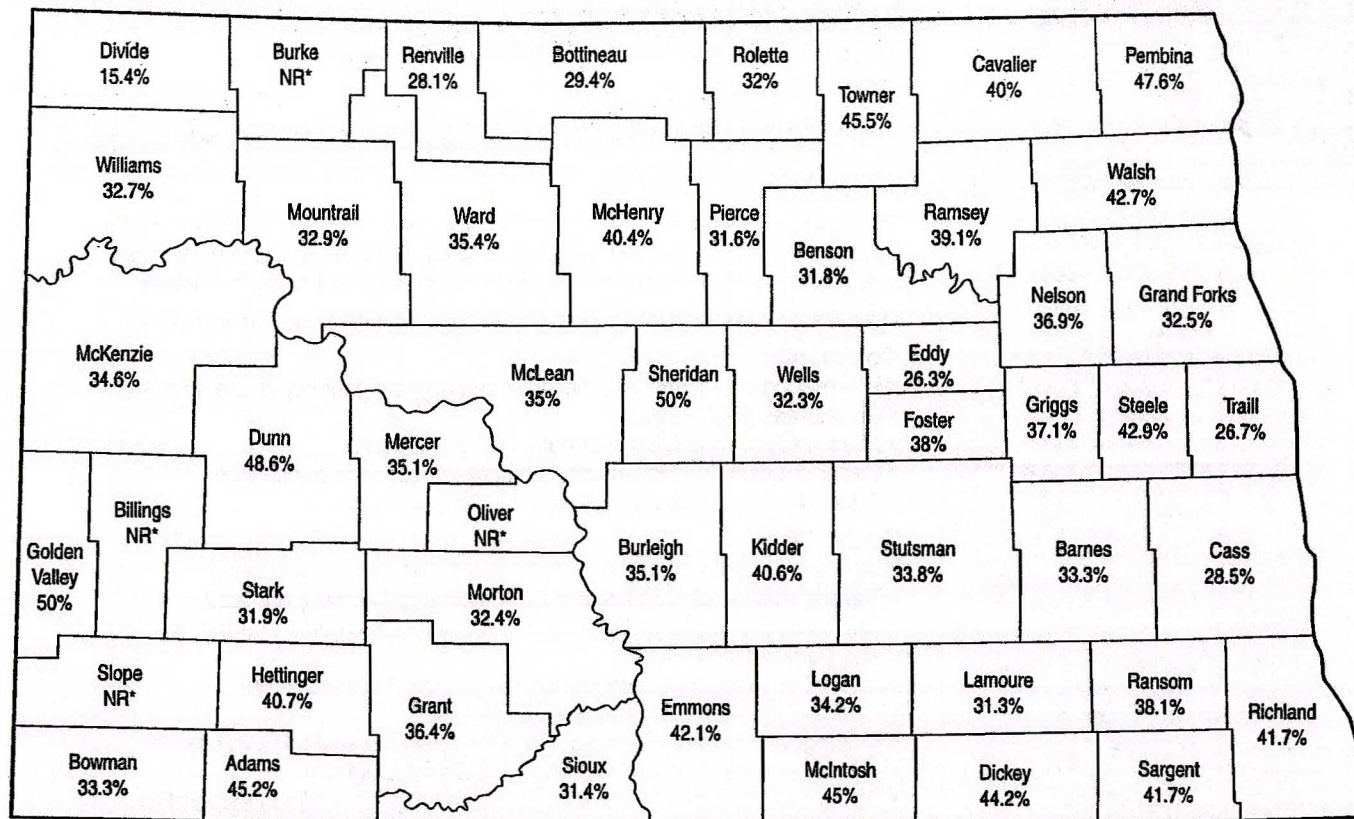 Divide
15.4%
Burke
NR*
Renville
28.1%
Bottineau
29.4%
Rolette
32%
Towner
45.5%
Cavalier
40%
Pembina
47.6%
Williams
32.7%
Mountrail
32.9%
Ward
35.4%
McHenry
40.4%
Pierce
31.6%
Benson
31.8%
Ramsey
39.1%
Walsh
42.7%
Nelson
36.9%
Grand Forks
32.5%
McKenzie
34.6%
Dunn
48.6%
Mercer
35.1%
McLean
35%
Sheridan
50%
Wells
32.3%
Eddy
26.3%
Foster
38%
Griggs
37.1%
Steele
42.9%
Traill
26.7%
Golden
Valley
50%
Billings
NR*
Stark
31.9%
Oliver
NR*
Morton
32.4%
Burleigh
35.1%
Kidder
40.6%
Stutsman
33.8%
Barnes
33.3%
Cass
28.5%
Slope
NR*
Hettinger
40.7%
Grant
36.4%
Emmons
42.1%
Logan
34.2%
Lamoure
31.3%
Ransom
38.1%
Richland
41.7%
Bowman
33.3%
Adams
45.2%
Sioux
31.4%
McIntosh
45%
Dickey
44.2%
Sargent
41.7%